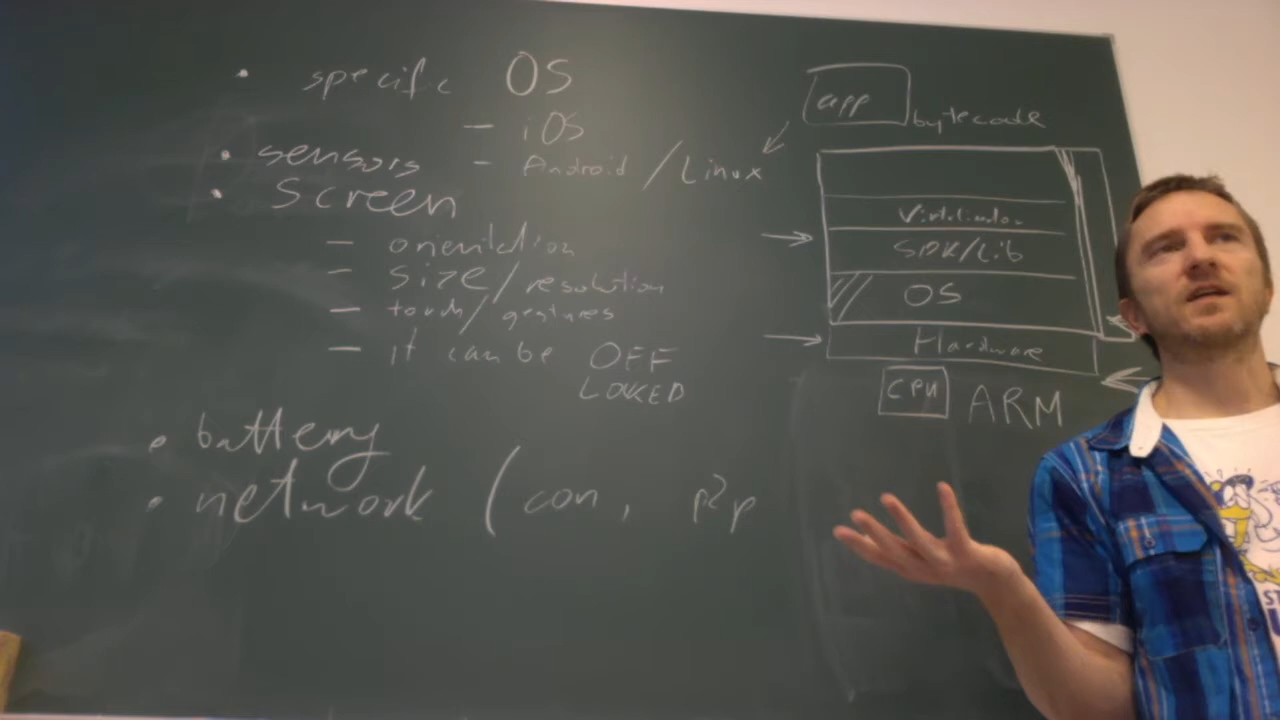 • specific OS
– iOS
• sensors – Android / Linux
• Screen
– orientation
– size / resolution
– touch / gestures
– it can be OFF
LOCKED
• battery
• network (con, p2p
app
bytecode
SDK/Lib
OS
Hardware
CPU ARM